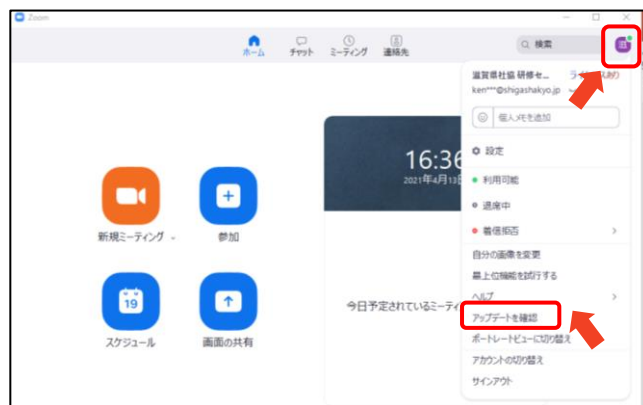 Zoom
ホーム
チャット
ミーティング
連絡先
検索
滋
滋賀県社協 研修セ...
ken***@shigashakyo.jp
個人メモを追加
設定
利用可能
退席中
着信拒否
自分の画像を変更
最上位機能を試行する
ヘルプ
アップデートを確認
ポートレートビューに切り替え
アカウントの切り替え
サインアウト
16:36
2021年4月13日
新規ミーティング
参加
19
スケジュール
画面の共有
今日予定されているミーティ